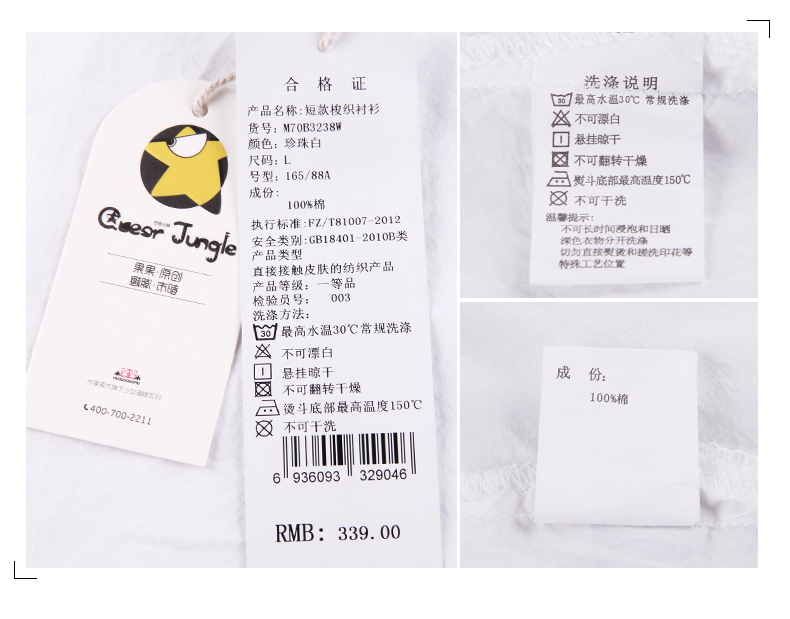 Queer Jungle
果果·原创
400-700-2211
合 格 证
产品名称:短款梭织衬衫
货号: M70B3238W
颜色: 珍珠白
尺码: L
号型: 165/88A
成份:
100%棉
执行标准:FZ/T81007-2012
安全类别:GB18401-2010B类
产品类型
直接接触皮肤的纺织产品
产品等级: 一等品
检验员号: 003
洗涤方法:
30 最高水温30℃常规洗涤
不可漂白
悬挂晾干
不可翻转干燥
熨斗底部最高温度150℃
不可干洗
6 936093 329046
RMB: 339.00
洗涤说明
30 最高水温30℃ 常规洗涤
不可漂白
悬挂晾干
不可翻转干燥
熨斗底部最高温度150℃
不可干洗
温馨提示:
不可长时间浸泡和日晒
深色衣物分开洗涤
切勿直接熨烫和搓洗印花等
特殊工艺位置
成 份:
100%棉